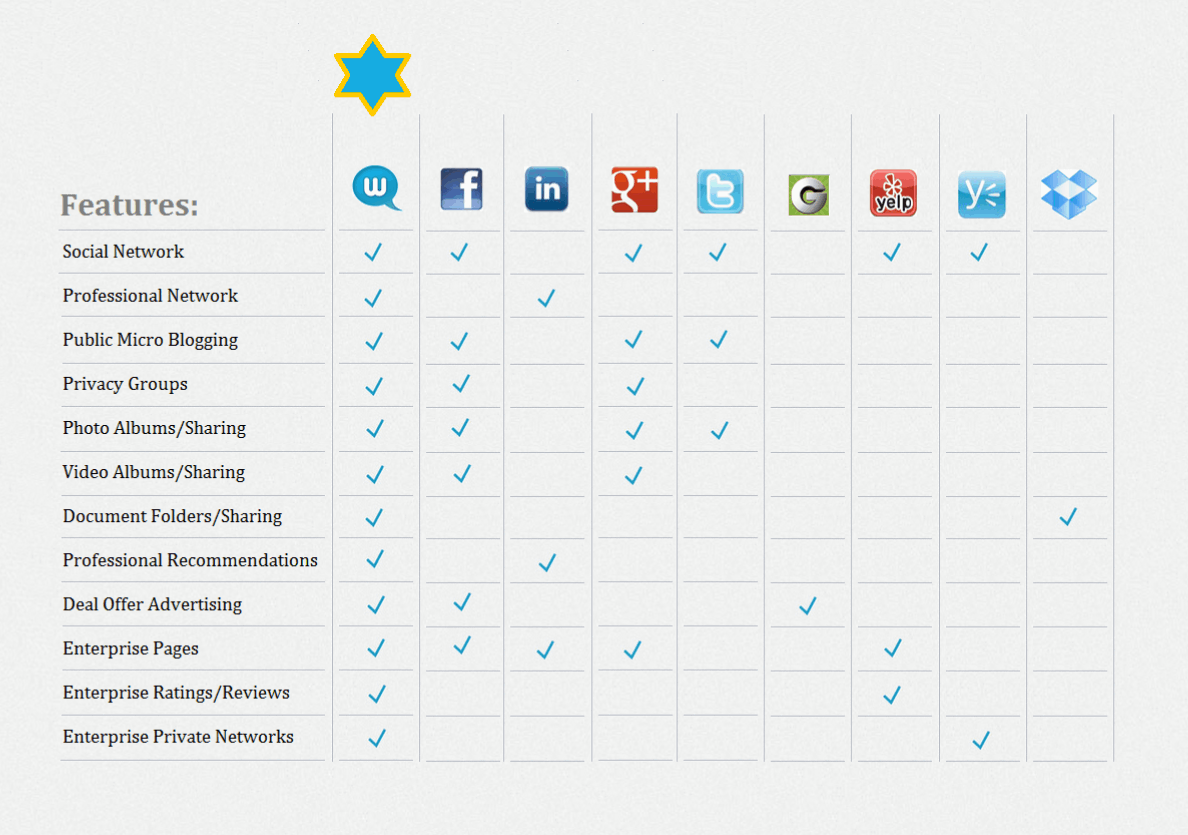 w f in g+ t G yelp y
Features:
Social Network
Professional Network
Public Micro Blogging
Privacy Groups
Photo Albums/Sharing
Video Albums/Sharing
Document Folders/Sharing
Professional Recommendations
Deal Offer Advertising
Enterprise Pages
Enterprise Ratings/Reviews
Enterprise Private Networks